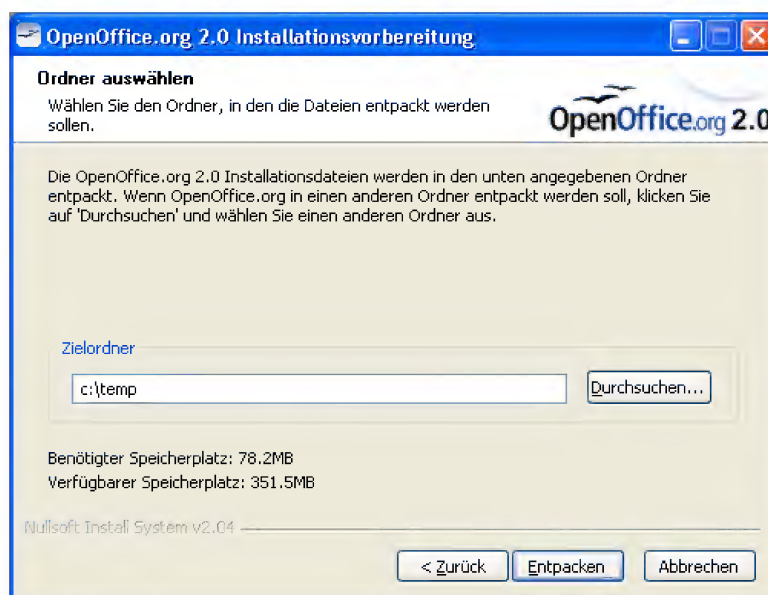 OpenOffice.org 2.0 Installationsvorbereitung
Ordner auswählen
Wählen Sie den Ordner, in den die Dateien entpackt werden
sollen.
OpenOffice.org 2.0
Die OpenOffice.org 2.0 Installationsdateien werden in den unten angegebenen Ordner
entpackt. Wenn OpenOffice.org in einen anderen Ordner entpackt werden soll, klicken Sie
auf 'Durchsuchen' und wählen Sie einen anderen Ordner aus.
Zielordner
c:\temp
Durchsuchen...
Benötigter Speicherplatz: 78.2MB
Verfügbarer Speicherplatz: 351.5MB
Nullsoft Install System v2.04
< Zurück
Entpacken
Abbrechen